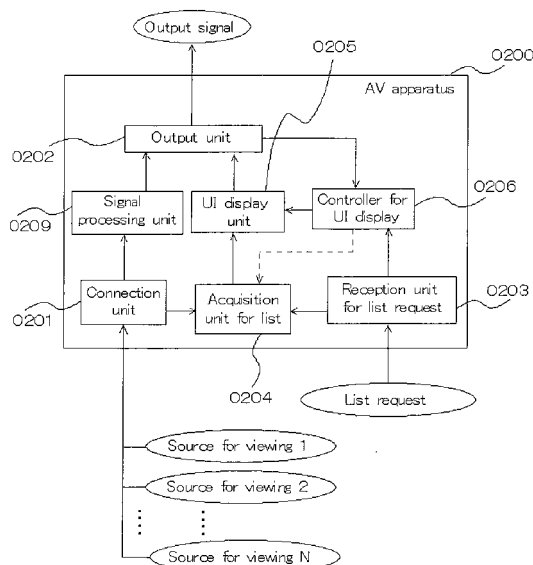 Output signal
0205
0200
AV apparatus
Output unit
0202
0206
Signal
processing unit
UI display
unit
Controller for
UI display
0209
Connection
unit
Acquisition
unit for list
Reception unit
for list request
0203
0201
0204
List request
Source for viewing 1
Source for viewing 2
Source for viewing N